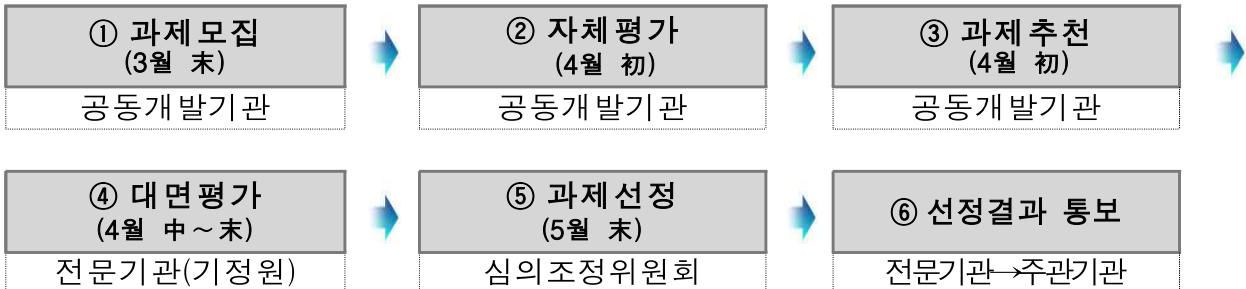 ① 과제모집
(3월 末)
공동개발기관
② 자체평가
(4월 初)
공동개발기관
③ 과제추천
(4월 初)
공동개발기관
④ 대면평가
(4월 中～末)
전문기관(기정원)
⑤ 과제선정
(5월 末)
심의조정위원회
⑥ 선정결과 통보
전문기관→주관기관